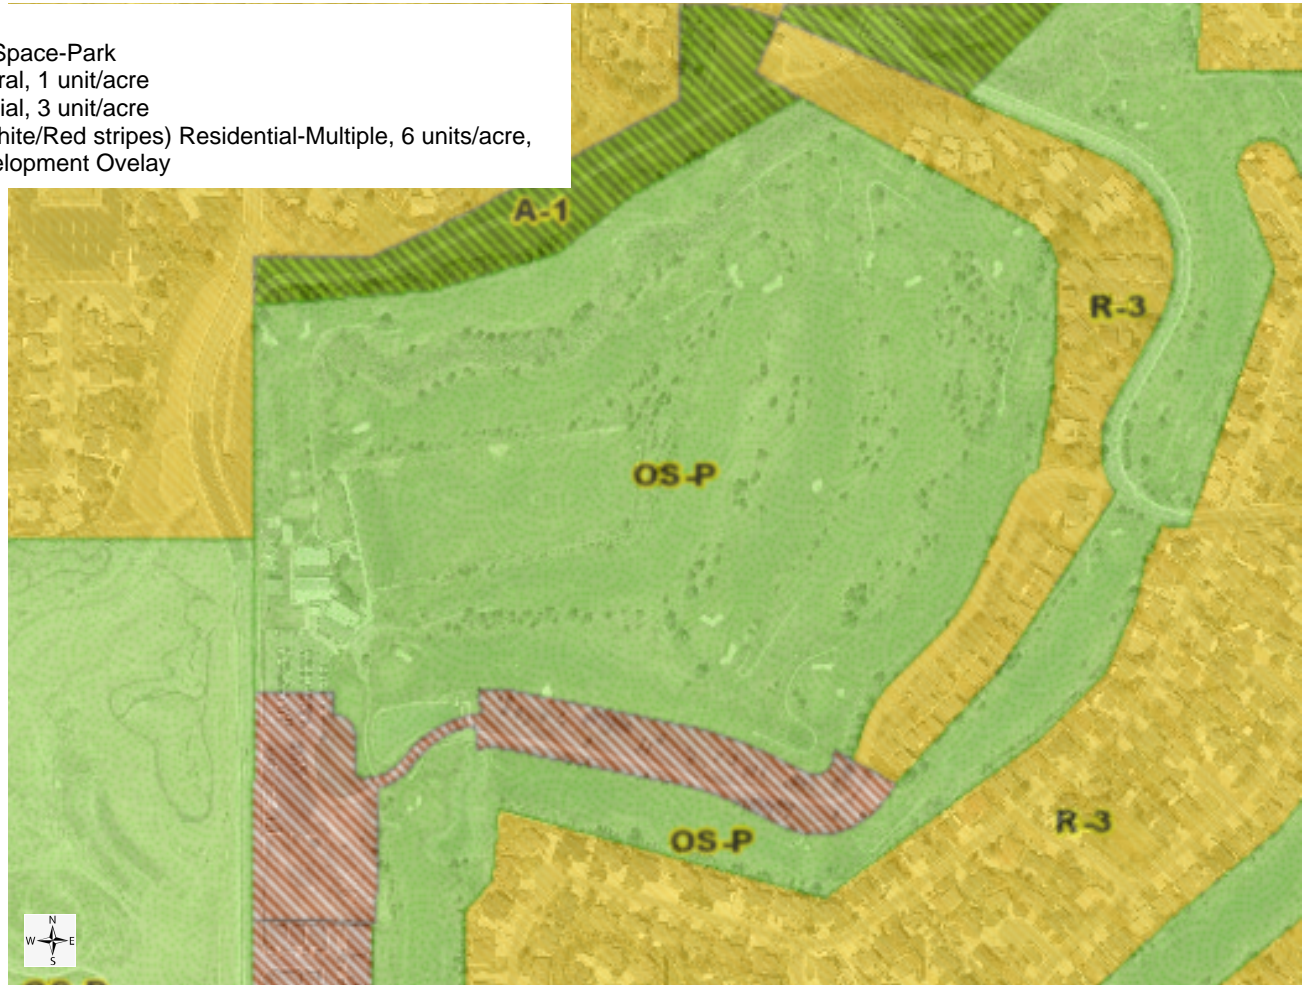 Space-Park
ral, 1 unit/acre
ial, 3 unit/acre
hite/Red stripes) Residential-Multiple, 6 units/acre,
elopment Ovelay
A-1
R-3
OS-P
OS-P
R-3
N
W E
S